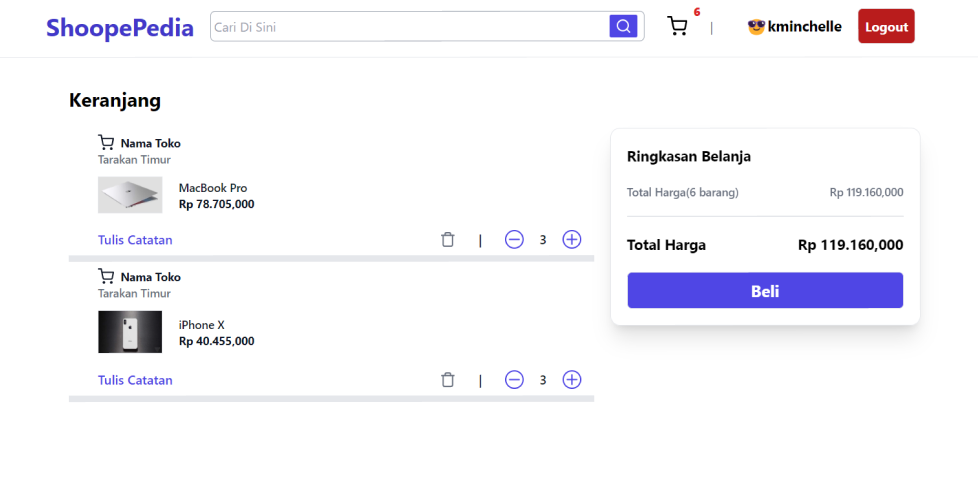 ShoopePedia
Cari Di Sini
6
|
kminchelle
Logout
Keranjang
Nama Toko
Tarakan Timur
MacBook Pro
Rp 78.705,000
Tulis Catatan
| 3
Nama Toko
Tarakan Timur
iPhone X
Rp 40.455,000
Tulis Catatan
| 3
Ringkasan Belanja
Total Harga(6 barang) Rp 119.160,000
Total Harga Rp 119.160,000
Beli